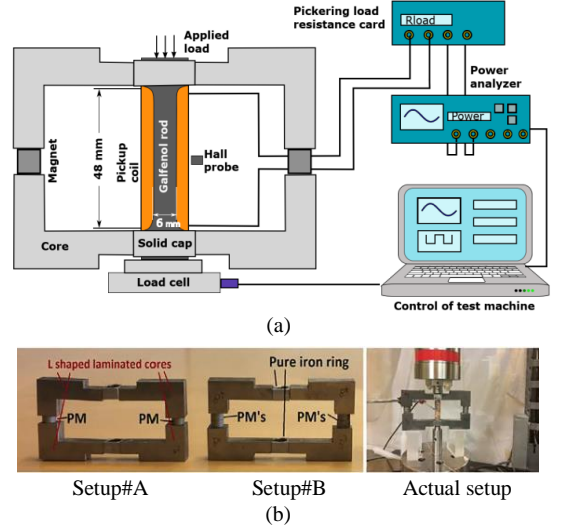 Applied
load
Pickering load
resistance card
Rload
Power
analyzer
Power
Magnet
48 mm
Pickup
coil
Galfenol rod
Hall
probe
6 mm
Core
Solid cap
Load cell
Control of test machine
(a)
L shaped laminated cores
PM
PM
Pure iron ring
PM's
PM's
Setup#A
Setup#B
Actual setup
(b)